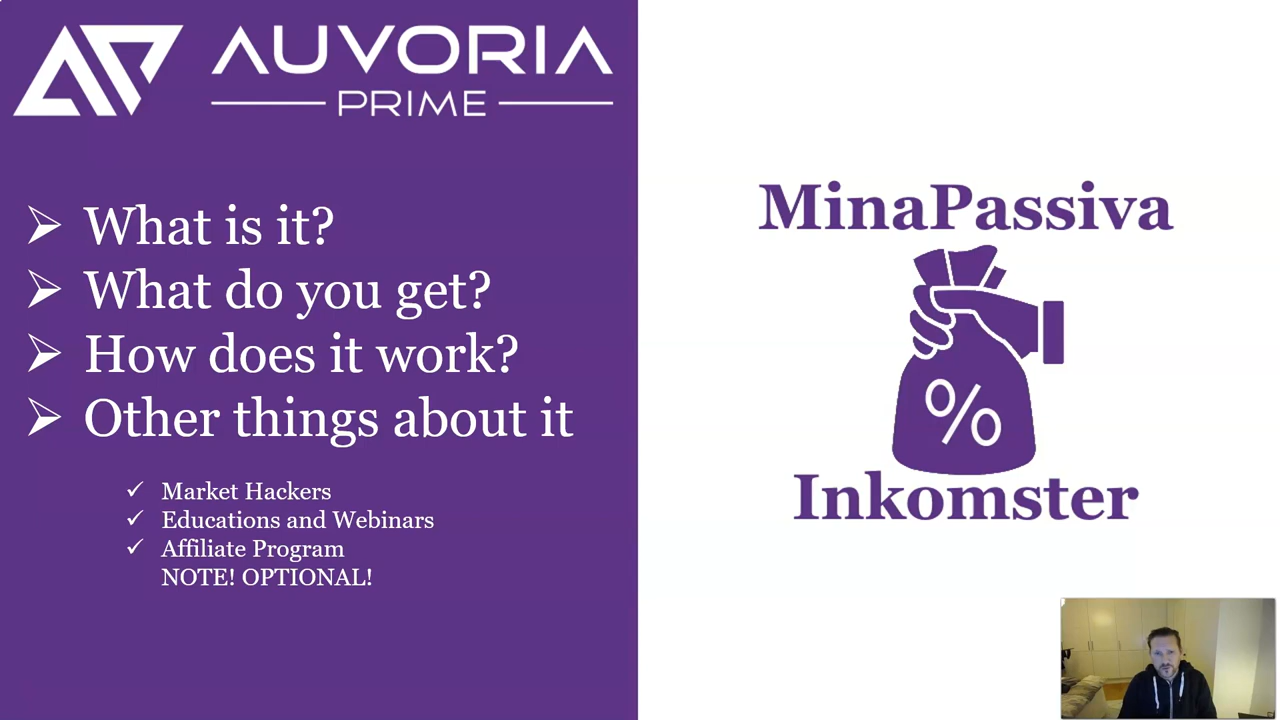 AUVORIA
PRIME
➢ What is it?
➢ What do you get?
➢ How does it work?
➢ Other things about it
✓ Market Hackers
✓ Educations and Webinars
✓ Affiliate Program
NOTE! OPTIONAL!
MinaPassiva
%
Inkomster